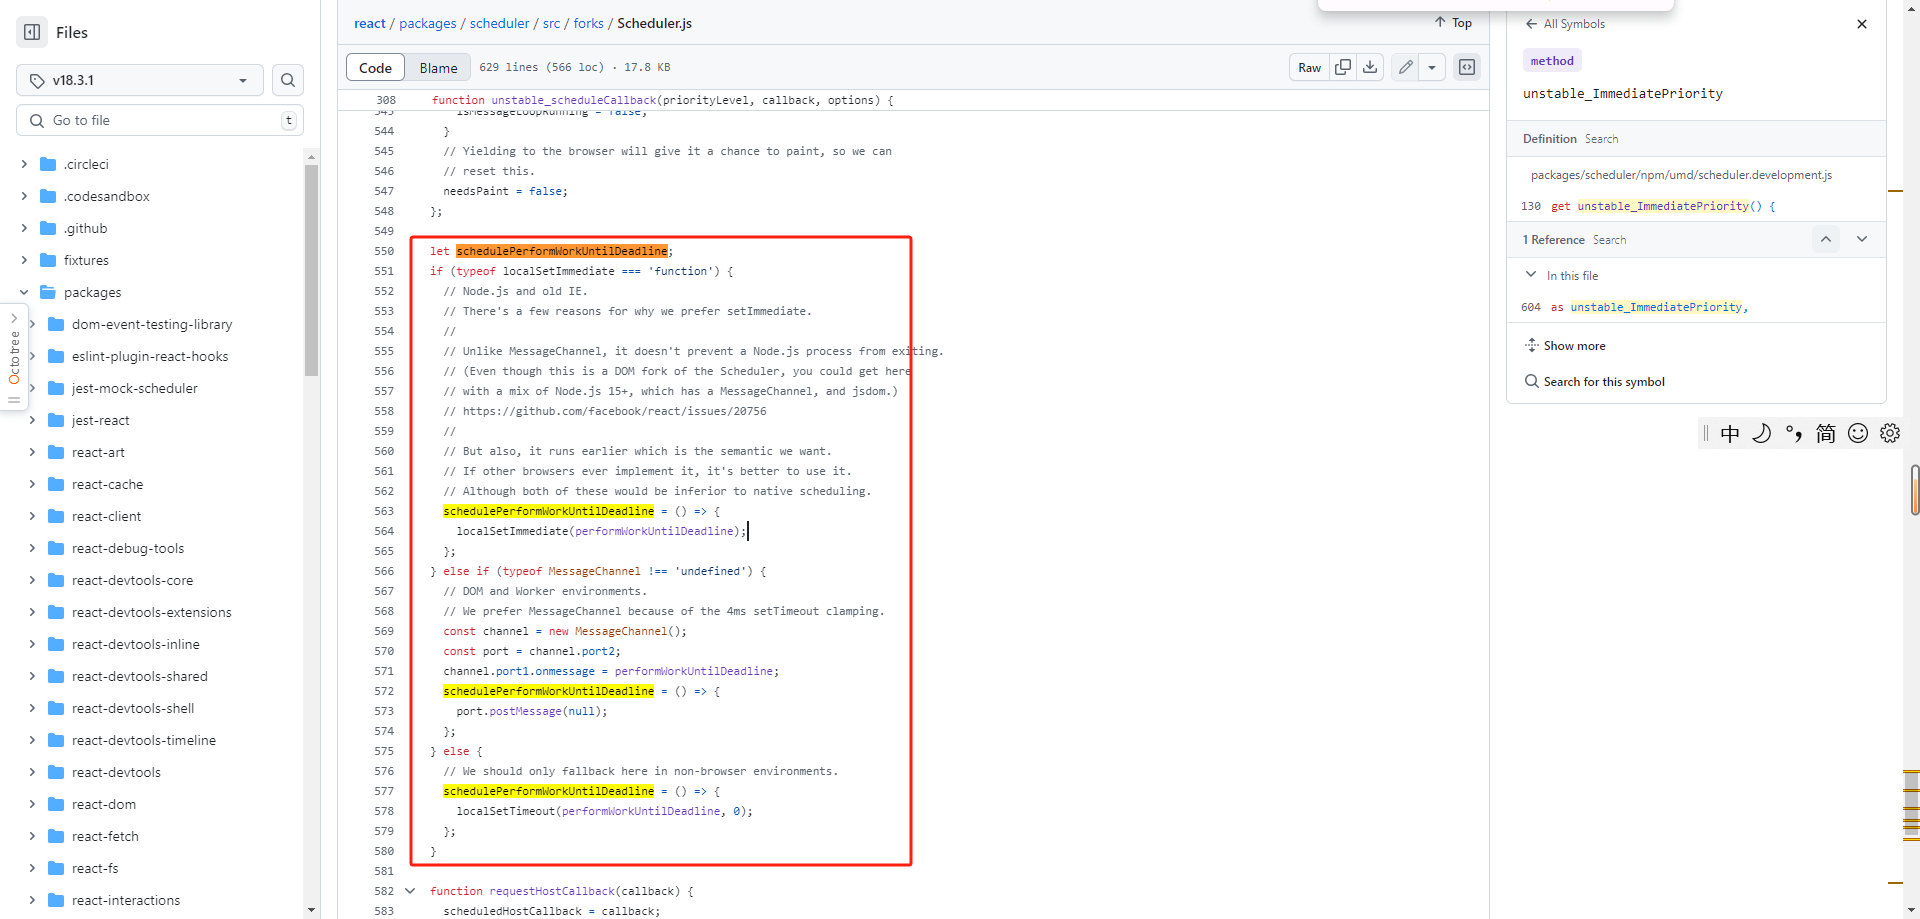 Files
v18.3.1
Go to file
t
.circleci
.codesandbox
.github
fixtures
packages
dom-event-testing-library
eslint-plugin-react-hooks
jest-mock-scheduler
jest-react
react-art
react-cache
react-client
react-debug-tools
react-devtools-core
react-devtools-extensions
react-devtools-inline
react-devtools-shared
react-devtools-shell
react-devtools-timeline
react-devtools
react-dom
react-fetch
react-fs
react-interactions
Octotree
react / packages / scheduler / src / forks / Scheduler.js
Top
Code Blame 629 lines (566 loc) · 17.8 KB
Raw
308 function unstable_scheduleCallback(priorityLevel, callback, options) {
543 isMessageLoopRunning = false;
544 }
545 // Yielding to the browser will give it a chance to paint, so we can
546 // reset this.
547 needsPaint = false;
548 };
549
550 let schedulePerformWorkUntilDeadline;
551 if (typeof localSetImmediate === 'function') {
552 // Node.js and old IE.
553 // There's a few reasons for why we prefer setImmediate.
554 //
555 // Unlike MessageChannel, it doesn't prevent a Node.js process from exiting.
556 // (Even though this is a DOM fork of the Scheduler, you could get here
557 // with a mix of Node.js 15+, which has a MessageChannel, and jsdom.)
558 // https://github.com/facebook/react/issues/20756
559 //
560 // But also, it runs earlier which is the semantic we want.
561 // If other browsers ever implement it, it's better to use it.
562 // Although both of these would be inferior to native scheduling.
563 schedulePerformWorkUntilDeadline = () => {
564 localSetImmediate(performWorkUntilDeadline);
565 };
566 } else if (typeof MessageChannel !== 'undefined') {
567 // DOM and Worker environments.
568 // We prefer MessageChannel because of the 4ms setTimeout clamping.
569 const channel = new MessageChannel();
570 const port = channel.port2;
571 channel.port1.onmessage = performWorkUntilDeadline;
572 schedulePerformWorkUntilDeadline = () => {
573 port.postMessage(null);
574 };
575 } else {
576 // We should only fallback here in non-browser environments.
577 schedulePerformWorkUntilDeadline = () => {
578 localSetTimeout(performWorkUntilDeadline, 0);
579 };
580 }
581
582 function requestHostCallback(callback) {
583 scheduledHostCallback = callback;
All Symbols
method
unstable_ImmediatePriority
Definition Search
packages/scheduler/npm/umd/scheduler.development.js
130 get unstable_ImmediatePriority() {
1 Reference Search
In this file
604 as unstable_ImmediatePriority,
Show more
Search for this symbol
中 °, 简